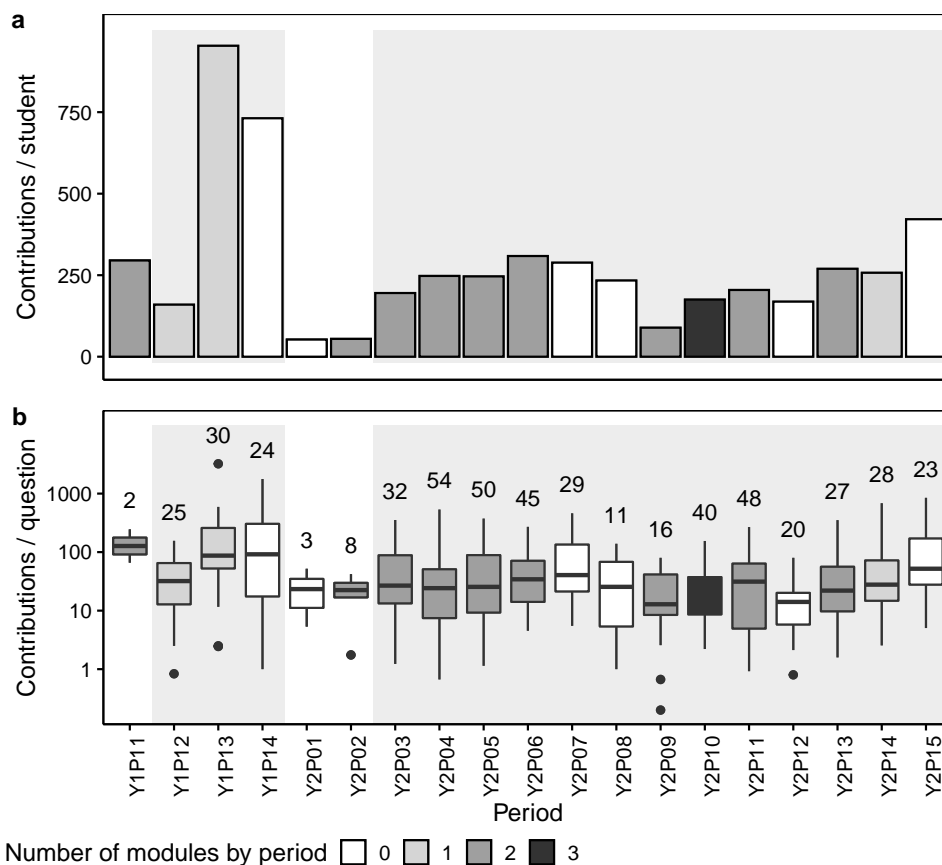 a
Contributions / student
750
500
250
0
b
Contributions / question
1000
100
10
1
2
25
30
24
3
8
32
54
50
45
29
11
16
40
48
20
27
28
23
Y1P11
Y1P12
Y1P13
Y1P14
Y2P01
Y2P02
Y2P03
Y2P04
Y2P05
Y2P06
Y2P07
Y2P08
Y2P09
Y2P10
Y2P11
Y2P12
Y2P13
Y2P14
Y2P15
Period
Number of modules by period 0 1 2 3